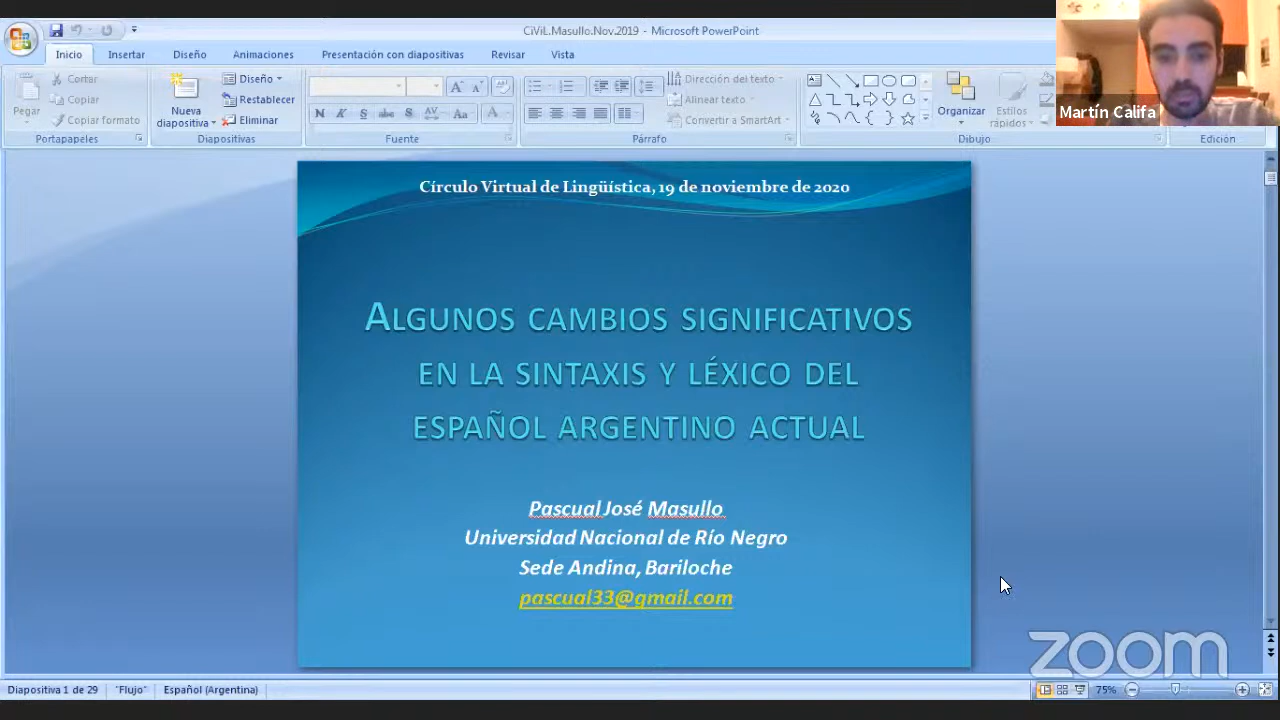 CiViL.Masullo.Nov.2019 - Microsoft PowerPoint
Inicio Insertar Diseño Animaciones Presentación con diapositivas Revisar Vista
Pegar
Cortar
Copiar
Copiar formato
Portapapeles
Nueva diapositiva
Diseño
Restablecer
Eliminar
Diapositivas
N K S abc S AV Aa A
Fuente
Dirección del texto
Alinear texto
Convertir a SmartArt
Párrafo
Organizar
Estilos rápidos
Dibujo
Edición
Martín Califa
Círculo Virtual de Lingüística, 19 de noviembre de 2020
ALGUNOS CAMBIOS SIGNIFICATIVOS
EN LA SINTAXIS Y LÉXICO DEL
ESPAÑOL ARGENTINO ACTUAL
Pascual José Masullo
Universidad Nacional de Río Negro
Sede Andina, Bariloche
pascual33@gmail.com
zoom
Diapositiva 1 de 29 "Flujo" Español (Argentina) 75%